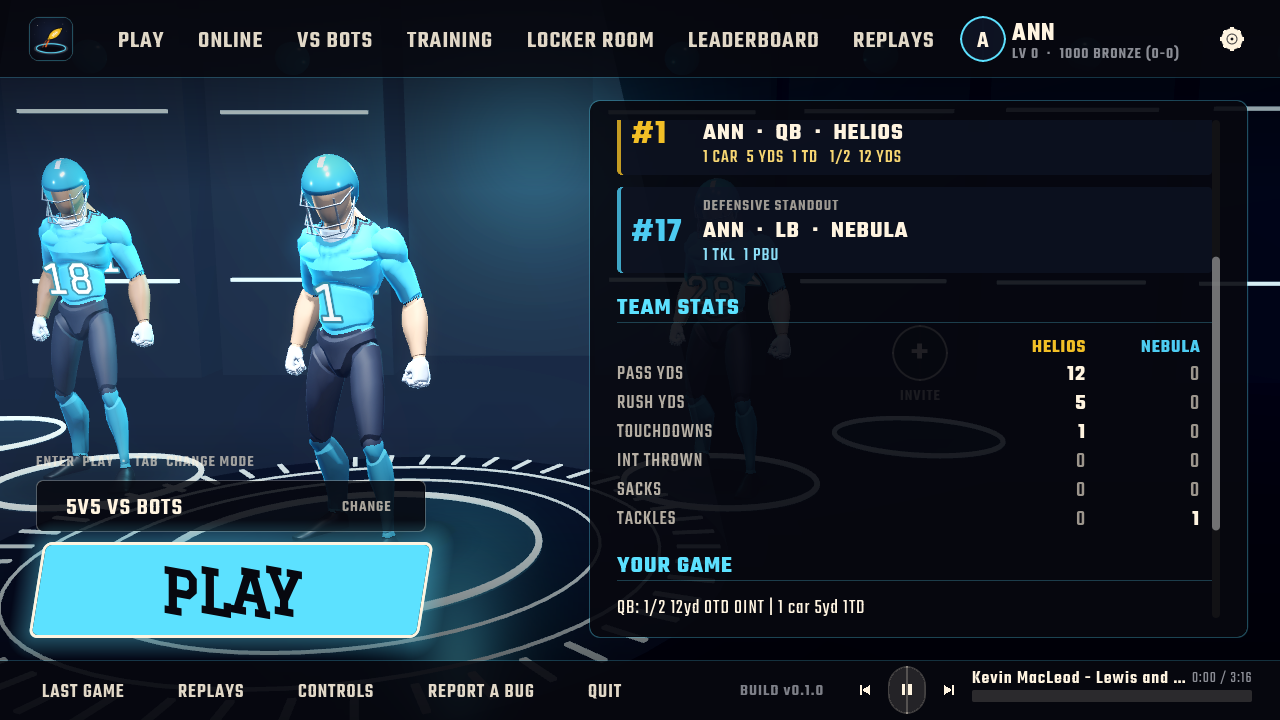 PLAY ONLINE VS BOTS TRAINING LOCKER ROOM LEADERBOARD REPLAYS A ANN
LV 0 · 1000 BRONZE (0-0)
#1 ANN · QB · HELIOS
1 CAR 5 YDS 1 TD 1/2 12 YDS
DEFENSIVE STANDOUT
#17 ANN · LB · NEBULA
1 TKL 1 PBU
18
1
28
TEAM STATS
HELIOS NEBULA
PASS YDS 12 0
RUSH YDS 5 0
TOUCHDOWNS 1 0
INT THROWN 0 0
SACKS 0 0
TACKLES 0 1
+
INVITE
YOUR GAME
QB: 1/2 12yd 0TD 0INT | 1 car 5yd 1TD
ENTER PLAY · TAB CHANGE MODE
5V5 VS BOTS CHANGE
PLAY
LAST GAME REPLAYS CONTROLS REPORT A BUG QUIT BUILD v0.1.0
Kevin MacLeod - Lewis and ... 0:00 / 3:16